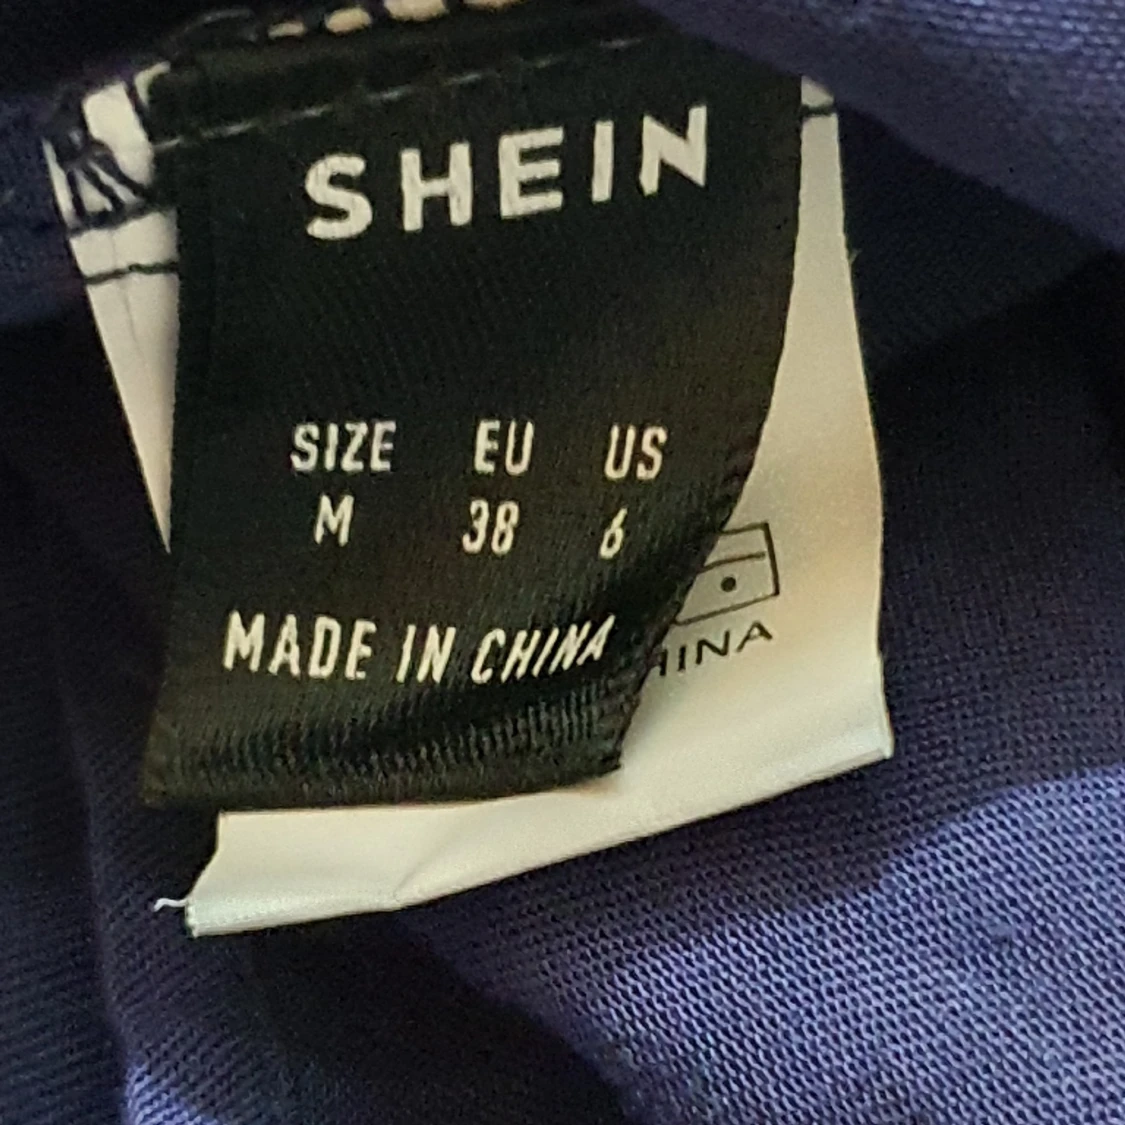 SHEIN
SIZE EU US
M 38 6
MADE IN CHINA
HINA